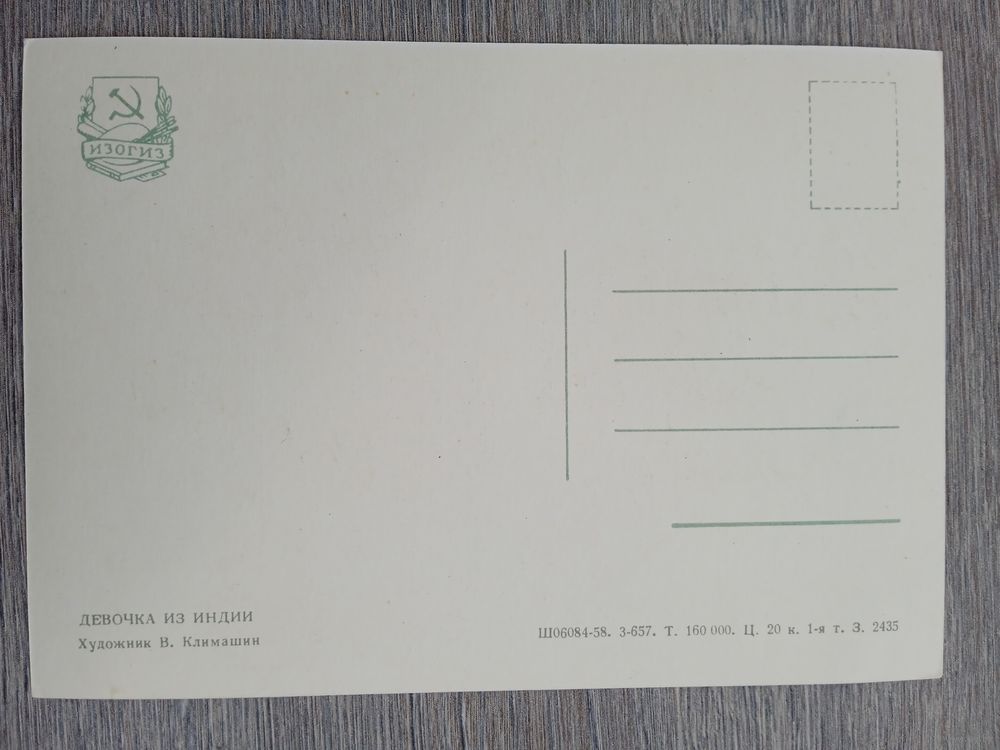 ИЗОГИЗ
ДЕВОЧКА ИЗ ИНДИИ
Художник В. Климашин
Ш06084-58. 3-657. Т. 160 000. Ц. 20 к. 1-я т. З. 2435